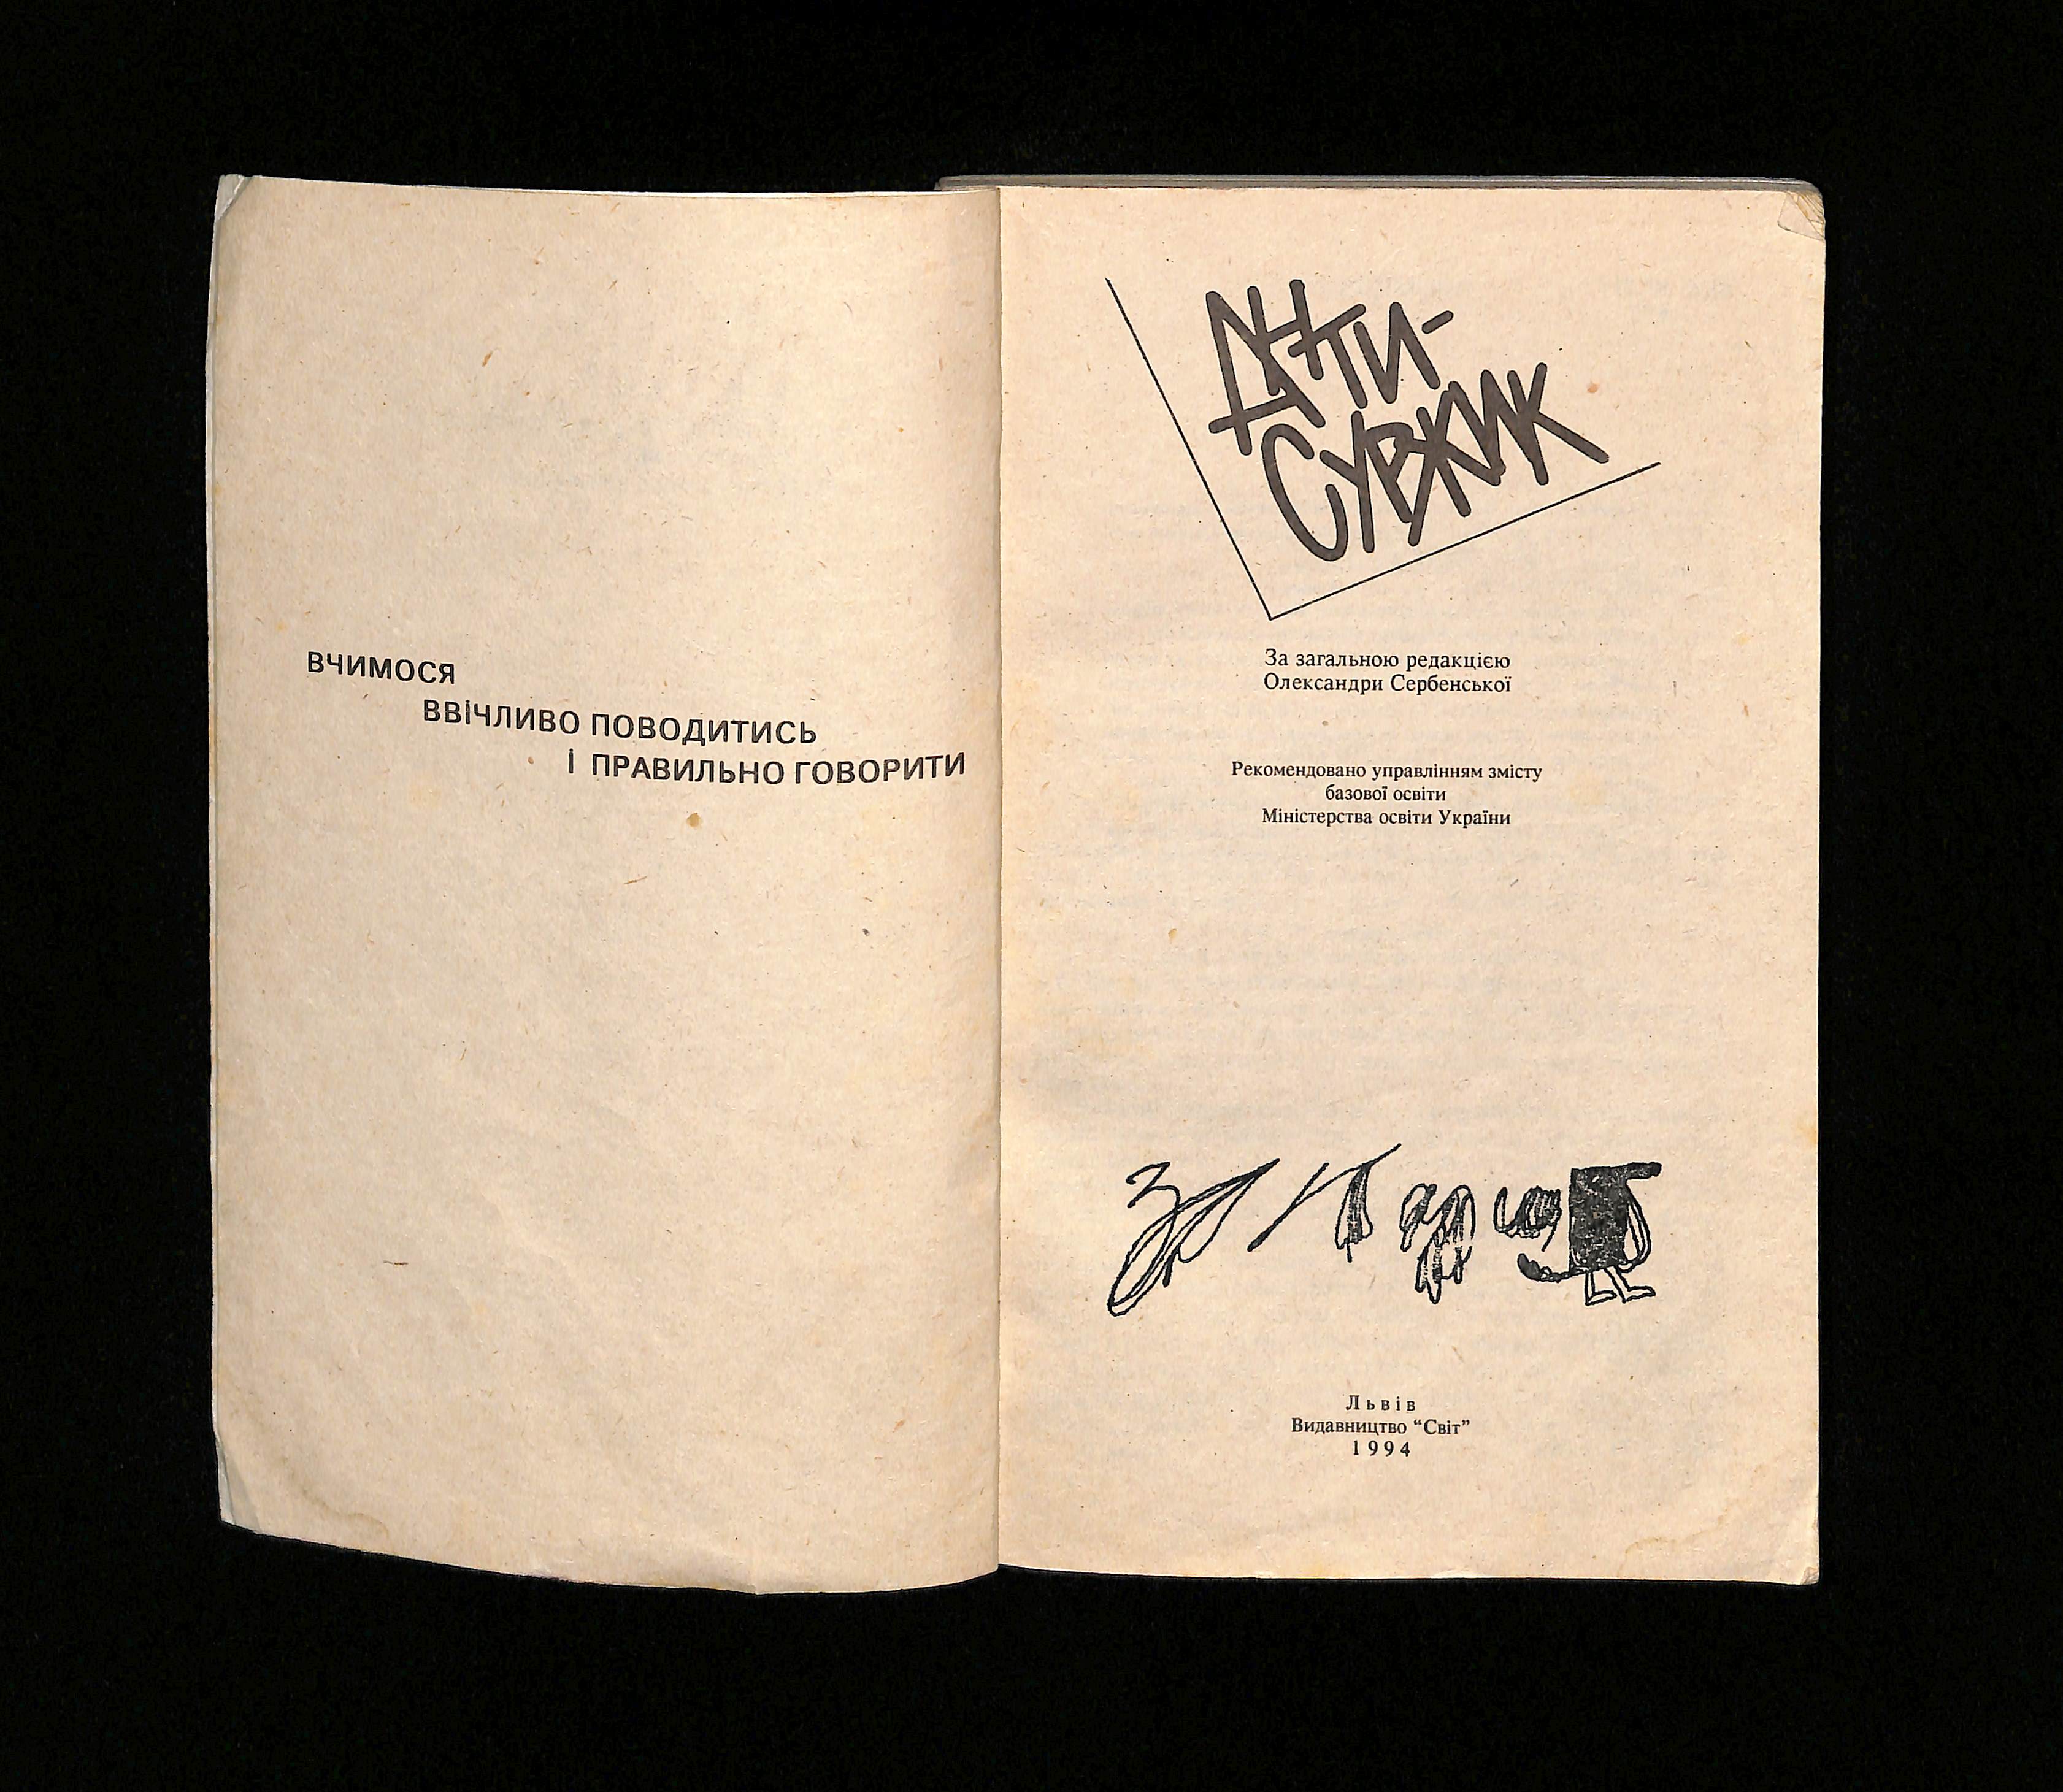 ВЧИМОСЯ
ВВІЧЛИВО ПОВОДИТИСЬ
І ПРАВИЛЬНО ГОВОРИТИ
АНТИ-
СУРЖИК
За загальною редакцією
Олександри Сербенської
Рекомендовано управлінням змісту
базової освіти
Міністерства освіти України
Львів
Видавництво “Світ”
1994